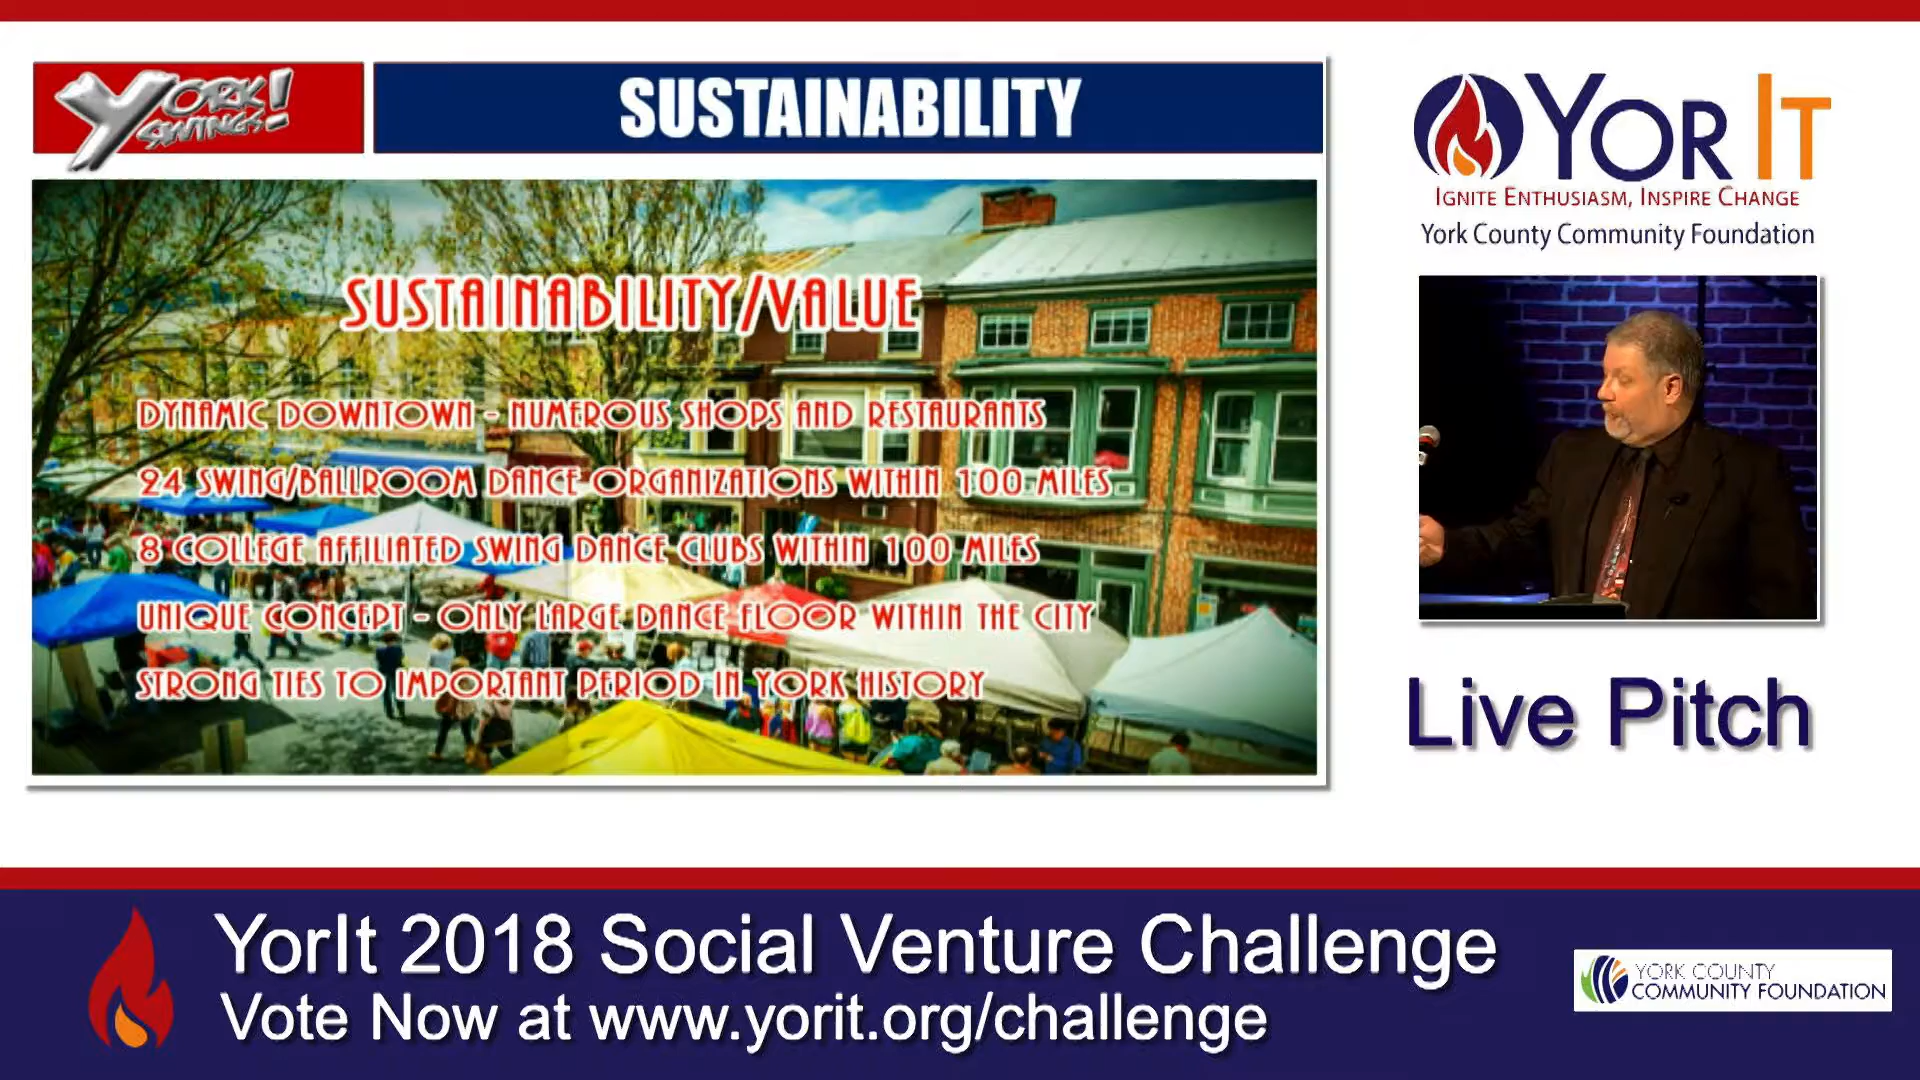 YORK!
SWINGS!
SUSTAINABILITY
SUSTAINABILITY/VALUE
DYNAMIC DOWNTOWN - NUMEROUS SHOPS AND RESTAURANTS
24 SWING/BALLROOM DANCE ORGANIZATIONS WITHIN 100 MILES
8 COLLEGE AFFILIATED SWING DANCE CLUBS WITHIN 100 MILES
UNIQUE CONCEPT - ONLY LARGE DANCE FLOOR WITHIN THE CITY
STRONG TIES TO IMPORTANT PERIOD IN YORK HISTORY
YOR IT
IGNITE ENTHUSIASM, INSPIRE CHANGE
York County Community Foundation
Live Pitch
YorIt 2018 Social Venture Challenge
Vote Now at www.yorit.org/challenge
YORK COUNTY
COMMUNITY FOUNDATION